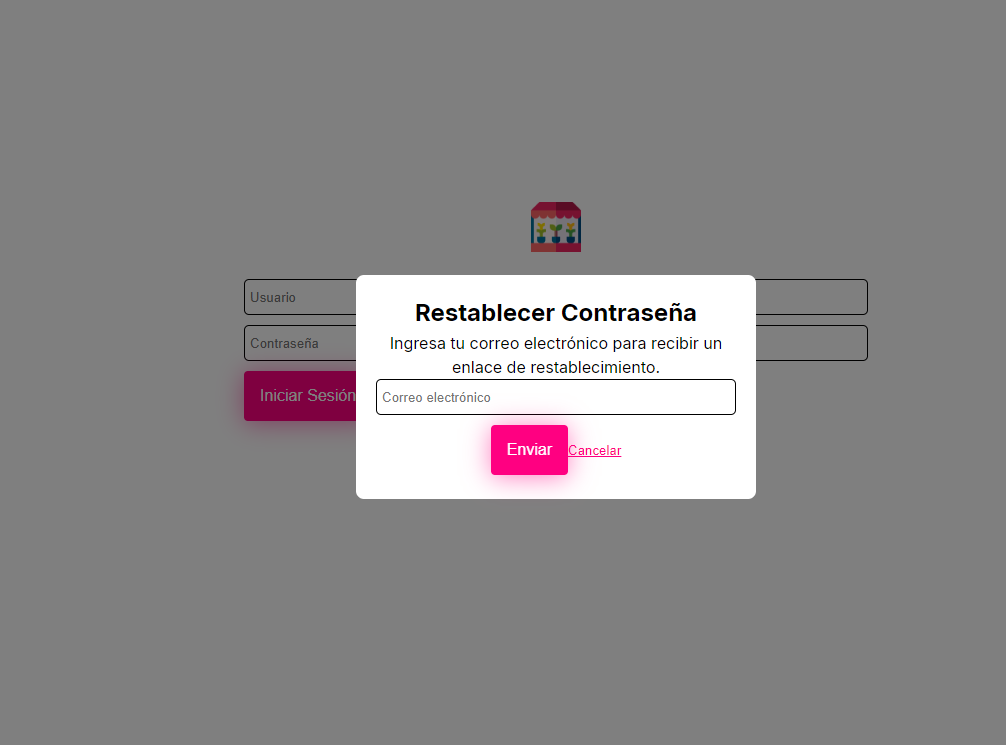 Restablecer Contraseña
Ingresa tu correo electrónico para recibir un
enlace de restablecimiento.
Correo electrónico
Enviar Cancelar
Usuario
Contraseña
Iniciar Sesión